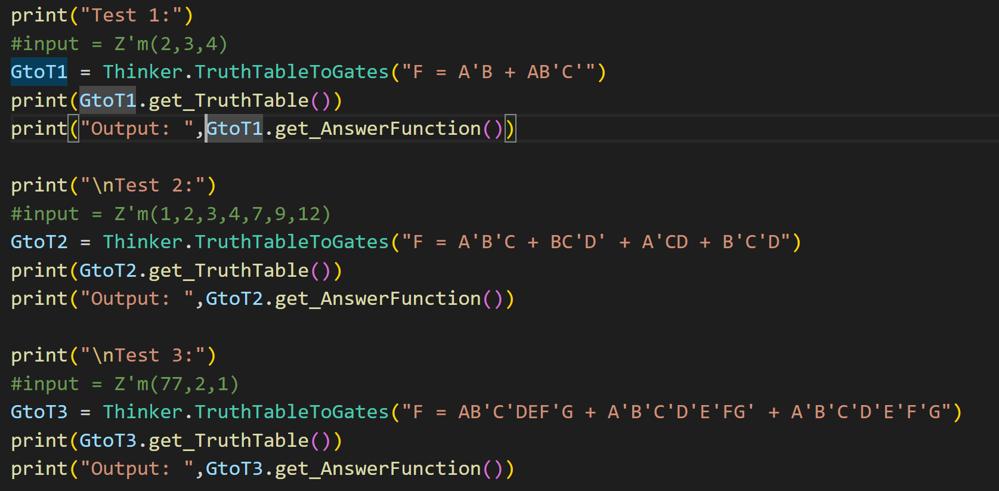 print("Test 1:")
#input = Z'm(2,3,4)
GtoT1 = Thinker.TruthTableToGates("F = A'B + AB'C'")
print(GtoT1.get_TruthTable())
print("Output: ",GtoT1.get_AnswerFunction())
print("\nTest 2:")
#input = Z'm(1,2,3,4,7,9,12)
GtoT2 = Thinker.TruthTableToGates("F = A'B'C + BC'D' + A'CD + B'C'D")
print(GtoT2.get_TruthTable())
print("Output: ",GtoT2.get_AnswerFunction())
print("\nTest 3:")
#input = Z'm(77,2,1)
GtoT3 = Thinker.TruthTableToGates("F = AB'C'DEF'G + A'B'C'D'E'FG' + A'B'C'D'E'F'G")
print(GtoT3.get_TruthTable())
print("Output: ",GtoT3.get_AnswerFunction())